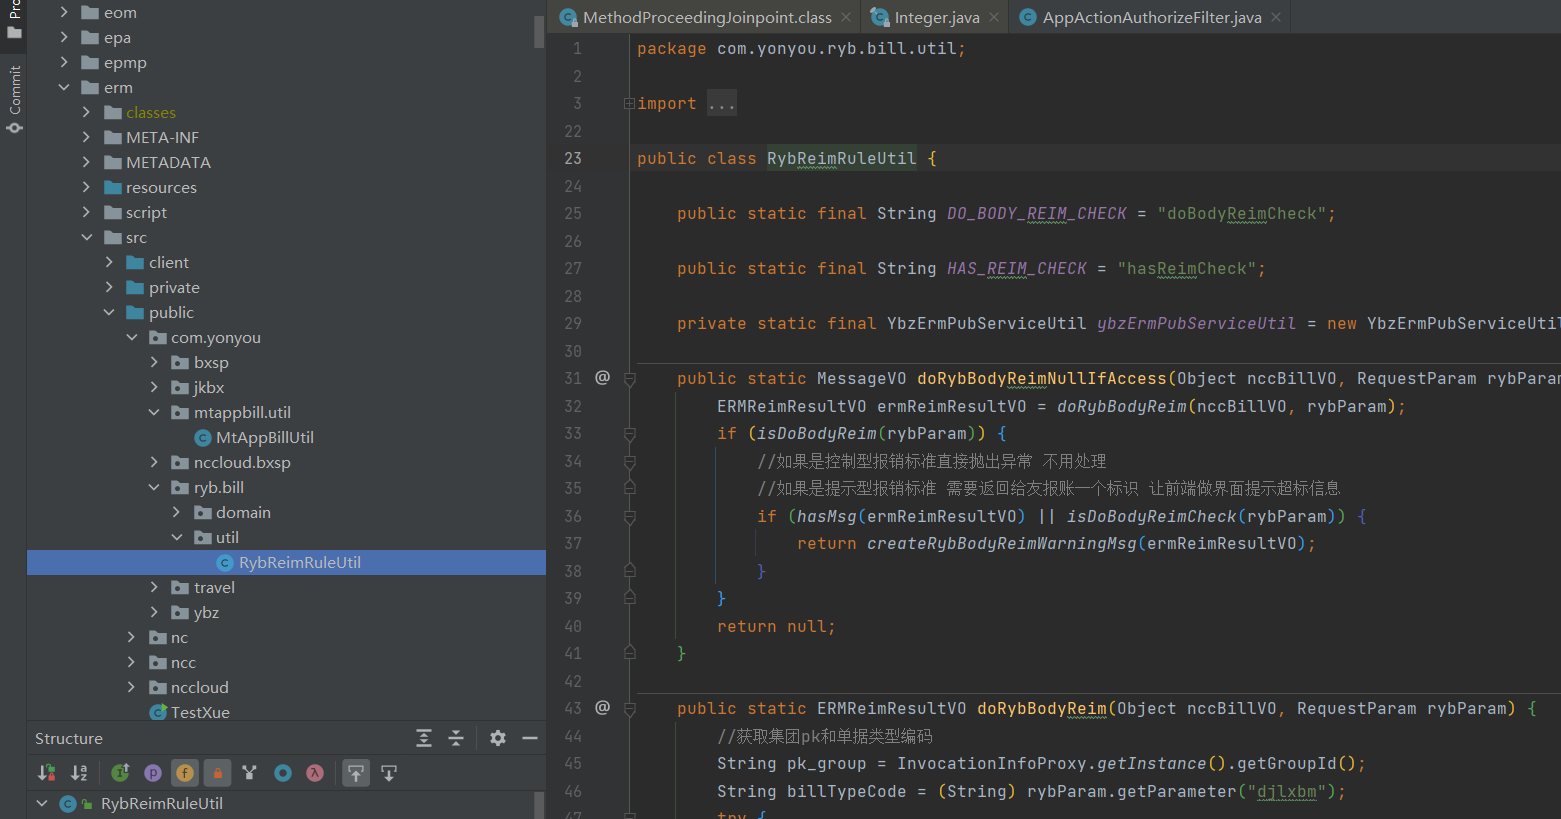 Pro
Commit
eom
epa
epmp
erm
classes
META-INF
METADATA
resources
script
src
client
private
public
com.yonyou
bxsp
jkbx
mtappbill.util
MtAppBillUtil
nccloud.bxsp
ryb.bill
domain
util
RybReimRuleUtil
travel
ybz
nc
ncc
nccloud
TestXue
Structure
RybReimRuleUtil
MethodProceedingJoinpoint.class
Integer.java
AppActionAuthorizeFilter.java
1 package com.yonyou.ryb.bill.util;
2
3 import ...
22
23 public class RybReimRuleUtil {
24
25 public static final String DO_BODY_REIM_CHECK = "doBodyReimCheck";
26
27 public static final String HAS_REIM_CHECK = "hasReimCheck";
28
29 private static final YbzErmPubServiceUtil ybzErmPubServiceUtil = new YbzErmPubServiceUtil
30
31 @ public static MessageVO doRybBodyReimNullIfAccess(Object nccBillVO, RequestParam rybParam
32 ERMReimResultVO ermReimResultVO = doRybBodyReim(nccBillVO, rybParam);
33 if (isDoBodyReim(rybParam)) {
34 //如果是控制型报销标准直接抛出异常 不用处理
35 //如果是提示型报销标准 需要返回给友报账一个标识 让前端做界面提示超标信息
36 if (hasMsg(ermReimResultVO) || isDoBodyReimCheck(rybParam)) {
37 return createRybBodyReimWarningMsg(ermReimResultVO);
38 }
39 }
40 return null;
41 }
42
43 @ public static ERMReimResultVO doRybBodyReim(Object nccBillVO, RequestParam rybParam) {
44 //获取集团pk和单据类型编码
45 String pk_group = InvocationInfoProxy.getInstance().getGroupId();
46 String billTypeCode = (String) rybParam.getParameter("djlxbm");
47 try {